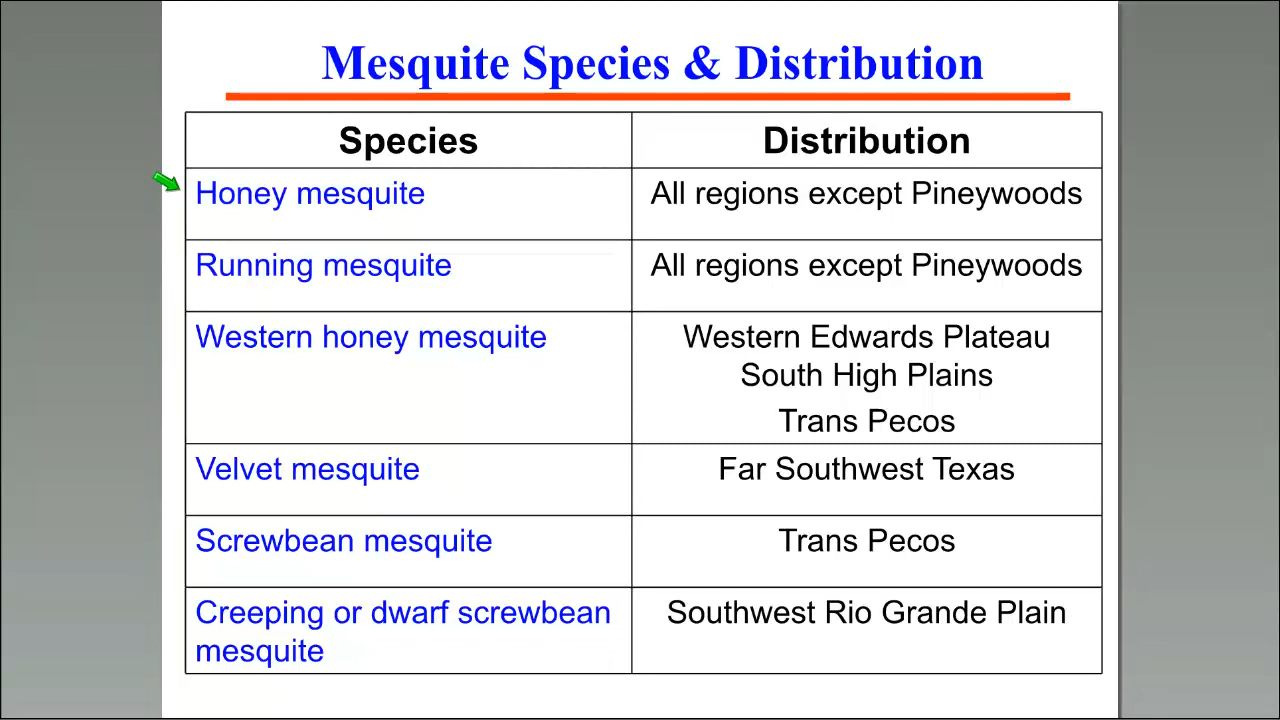 Mesquite Species & Distribution
Species
Distribution
Honey mesquite
All regions except Pineywoods
Running mesquite
All regions except Pineywoods
Western honey mesquite
Western Edwards Plateau
South High Plains
Trans Pecos
Velvet mesquite
Far Southwest Texas
Screwbean mesquite
Trans Pecos
Creeping or dwarf screwbean
mesquite
Southwest Rio Grande Plain